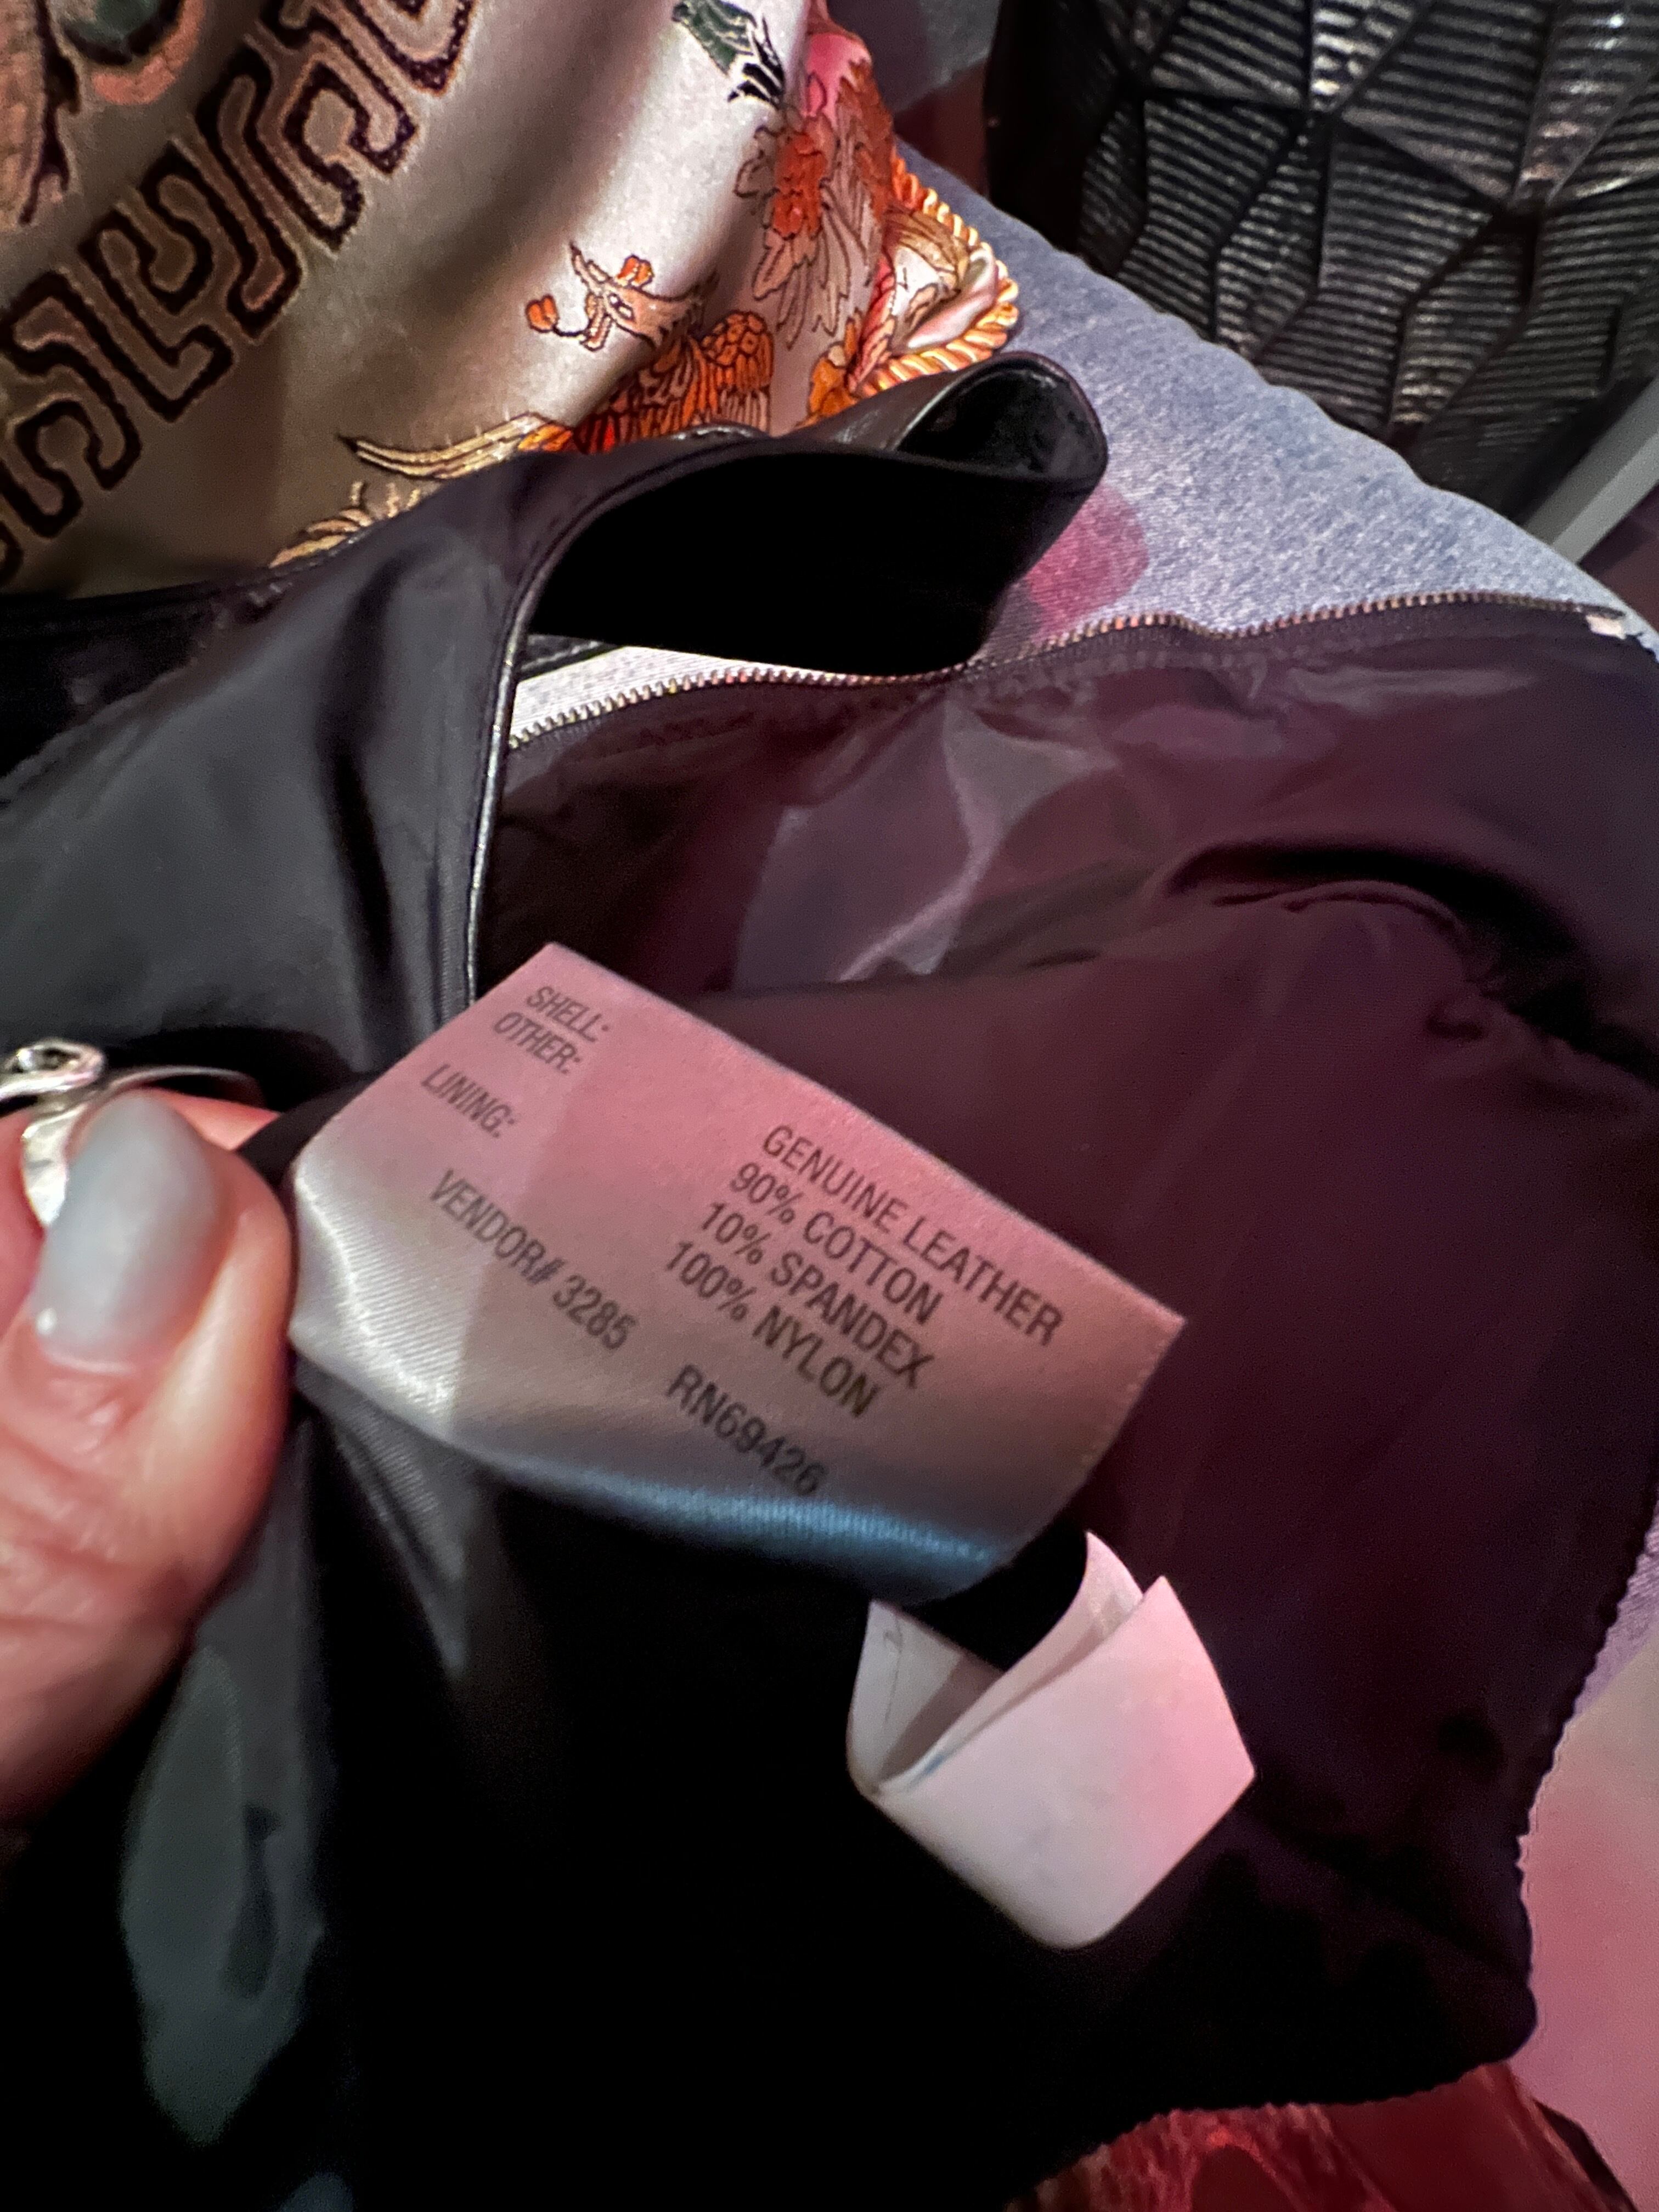 SHELL: GENUINE LEATHER
OTHER: 90% COTTON
10% SPANDEX
LINING: 100% NYLON
VENDOR# 3285 RN69426